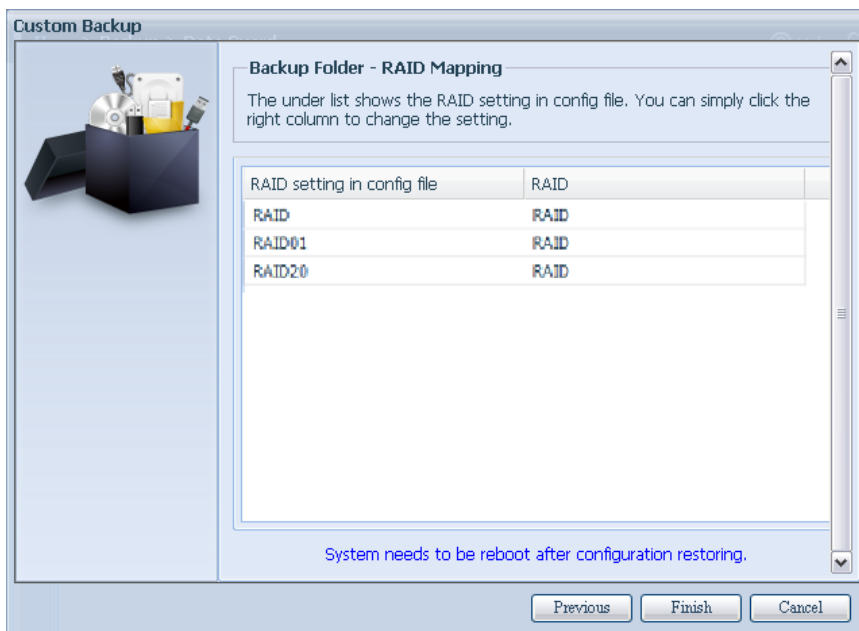 Custom Backup
Backup Folder - RAID Mapping
The under list shows the RAID setting in config file. You can simply click the
right column to change the setting.
RAID setting in config file RAID
RAID RAID
RAID01 RAID
RAID20 RAID
System needs to be reboot after configuration restoring.
Previous Finish Cancel